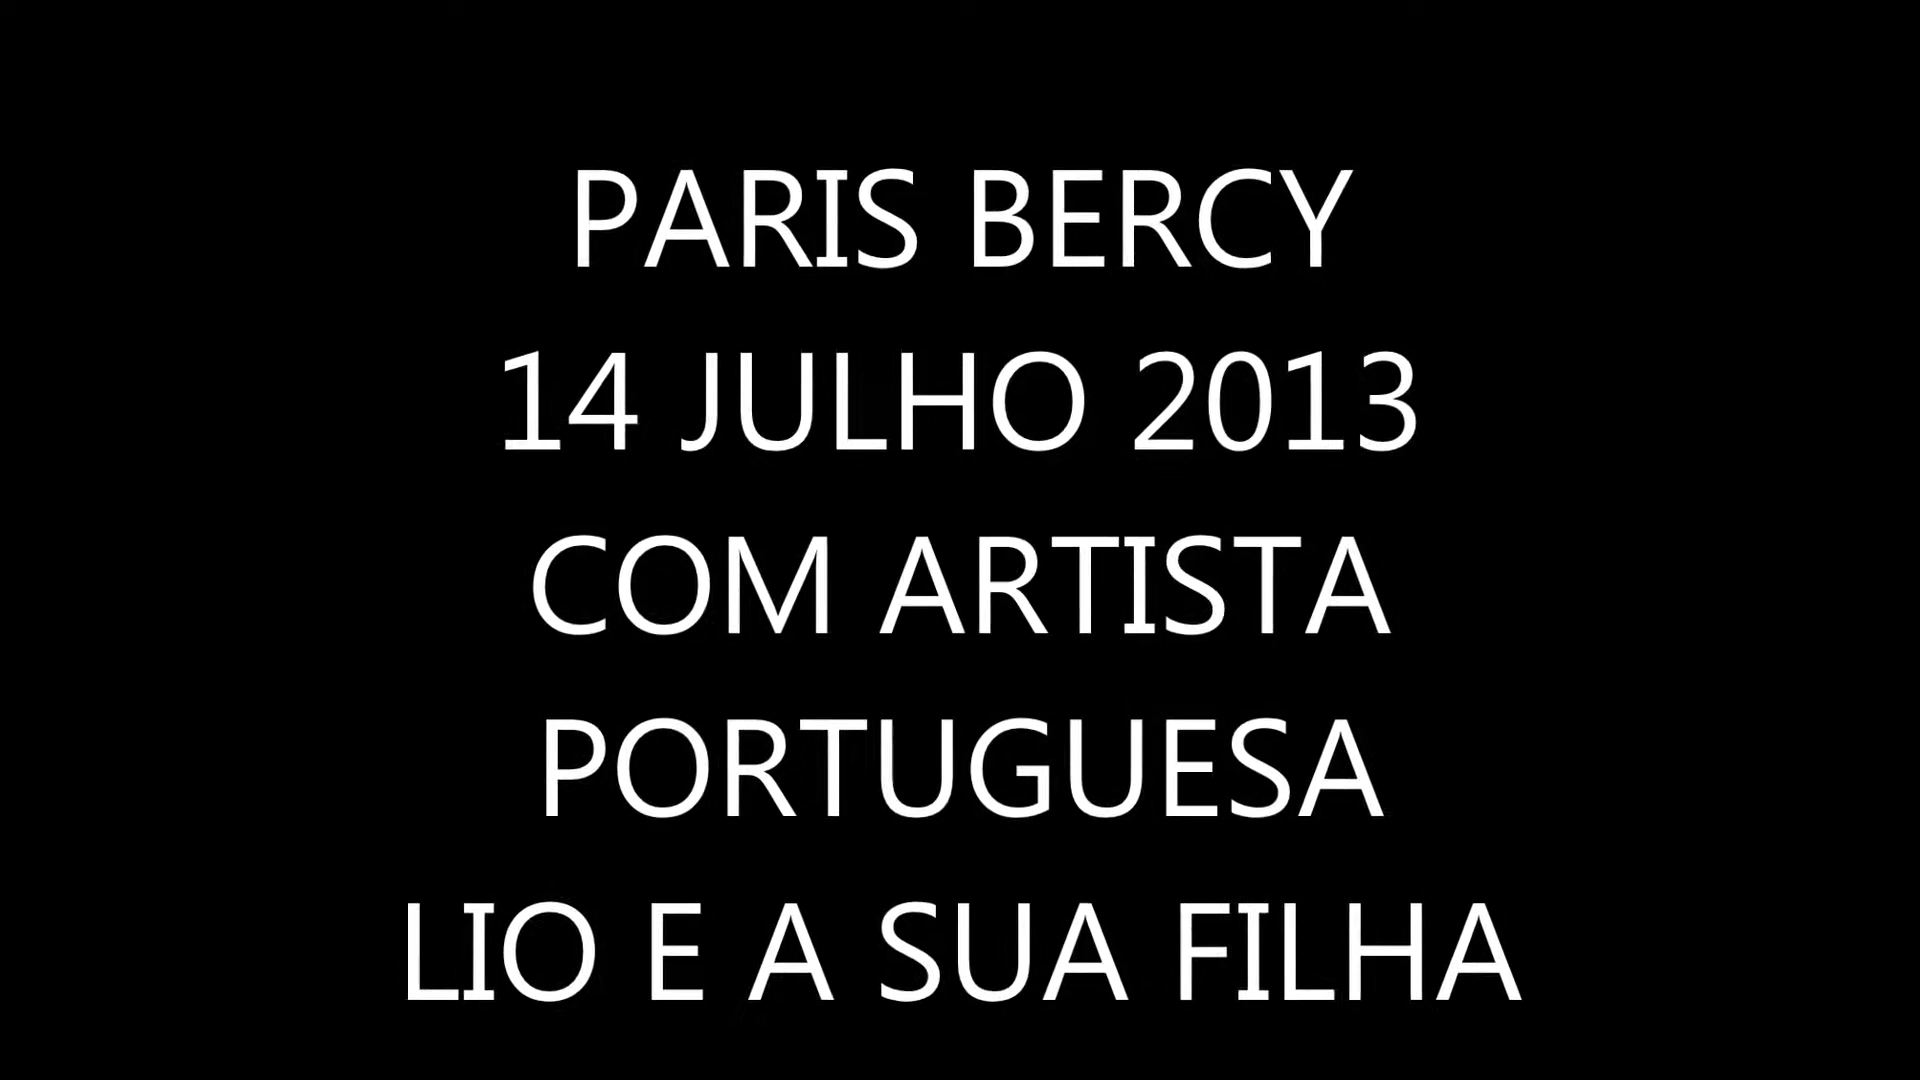 PARIS BERCY
14 JULHO 2013
COM ARTISTA
PORTUGUESA
LIO E A SUA FILHA